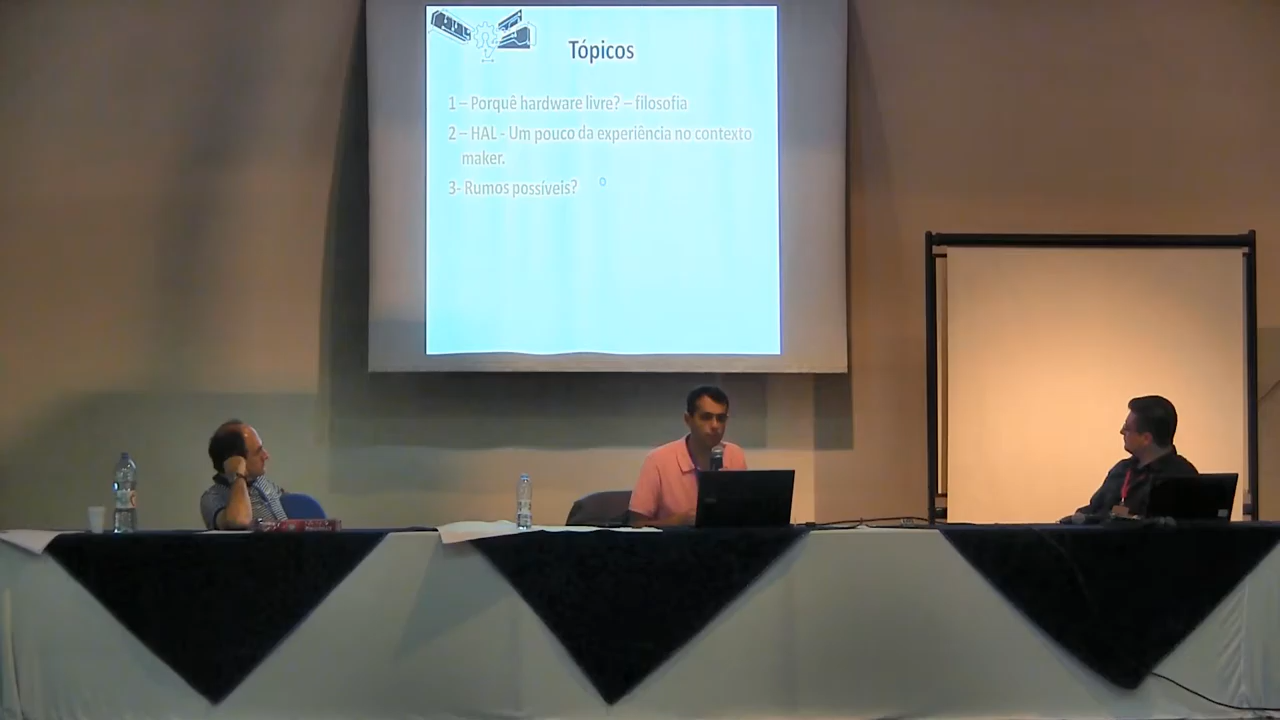 Tópicos
1 – Porquê hardware livre? – filosofia
2 – HAL - Um pouco da experiência no contexto
maker.
3- Rumos possíveis?